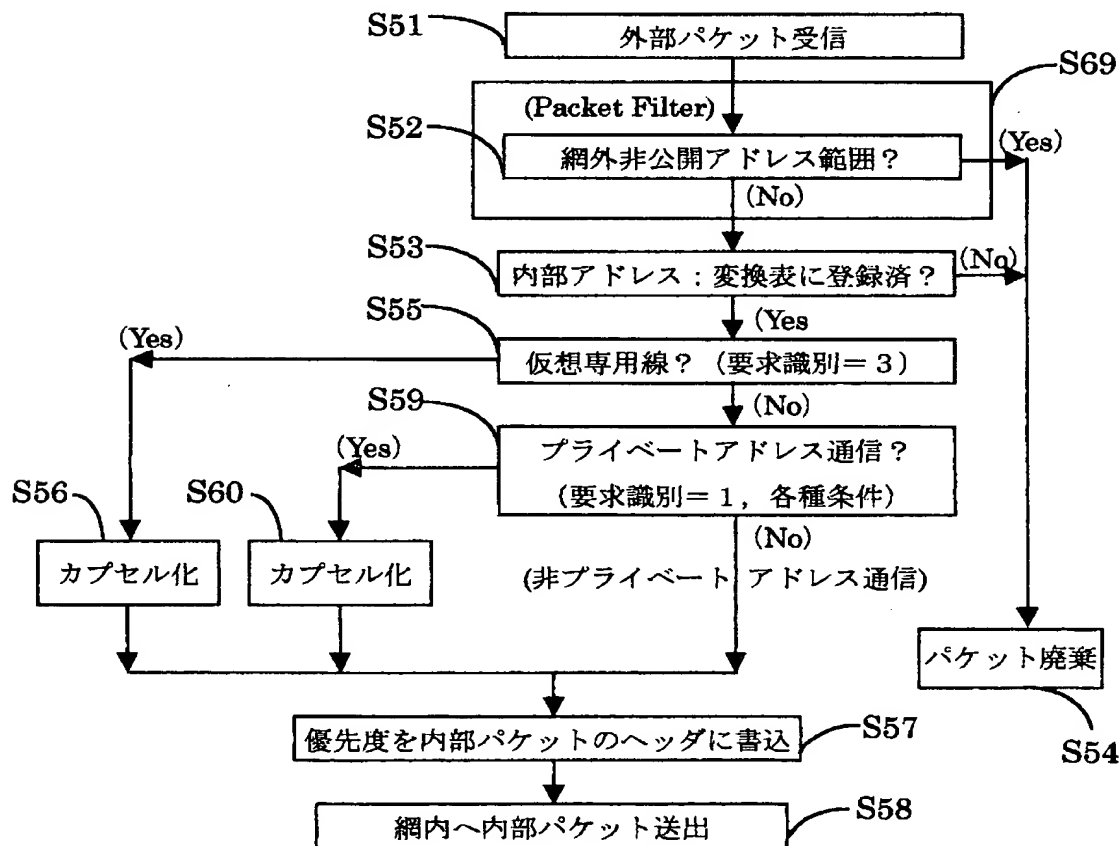 S51
外部パケット受信
S69
(Packet Filter)
S52
網外非公開アドレス範囲？
(Yes)
(No)
S53
内部アドレス：変換表に登録済？
(No)
S55
(Yes
(Yes)
仮想専用線？（要求識別＝３）
S59
(No)
(Yes)
プライベートアドレス通信？
(要求識別＝１，各種条件)
S56
S60
(No)
カプセル化
カプセル化
(非プライベート アドレス通信)
パケット廃棄
優先度を内部パケットのヘッダに書込
S57
S54
網内へ内部パケット送出
S58